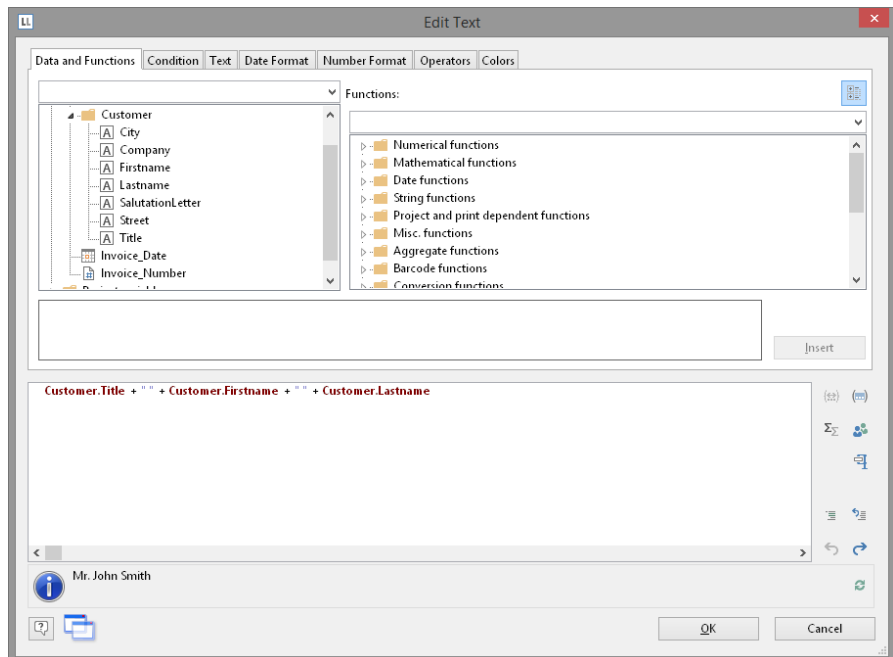 LL
Edit Text
Data and Functions Condition Text Date Format Number Format Operators Colors
Functions:
Customer
City
Company
Firstname
Lastname
SalutationLetter
Street
Title
Invoice_Date
Invoice_Number
Numerical functions
Mathematical functions
Date functions
String functions
Project and print dependent functions
Misc. functions
Aggregate functions
Barcode functions
Conversion functions
Insert
Customer.Title + " " + Customer.Firstname + " " + Customer.Lastname
Mr. John Smith
OK Cancel